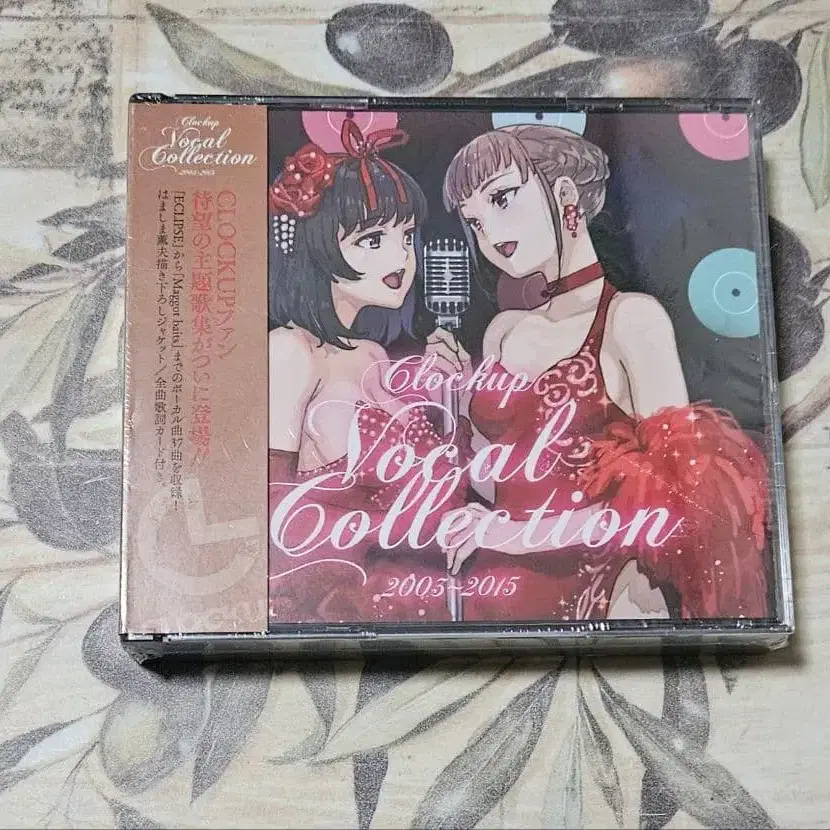 Clockup
Vocal
Collection
2005-2015
CLOCKUPファン
待望の主題歌集がついに登場!!
「ECLIPSE」から「Maggot baits」までのボーカル曲37曲を収録！
はましま薫夫描き下ろしジャケット／全曲歌詞カード付き。
Clockup
Vocal
Collection
2005~2015